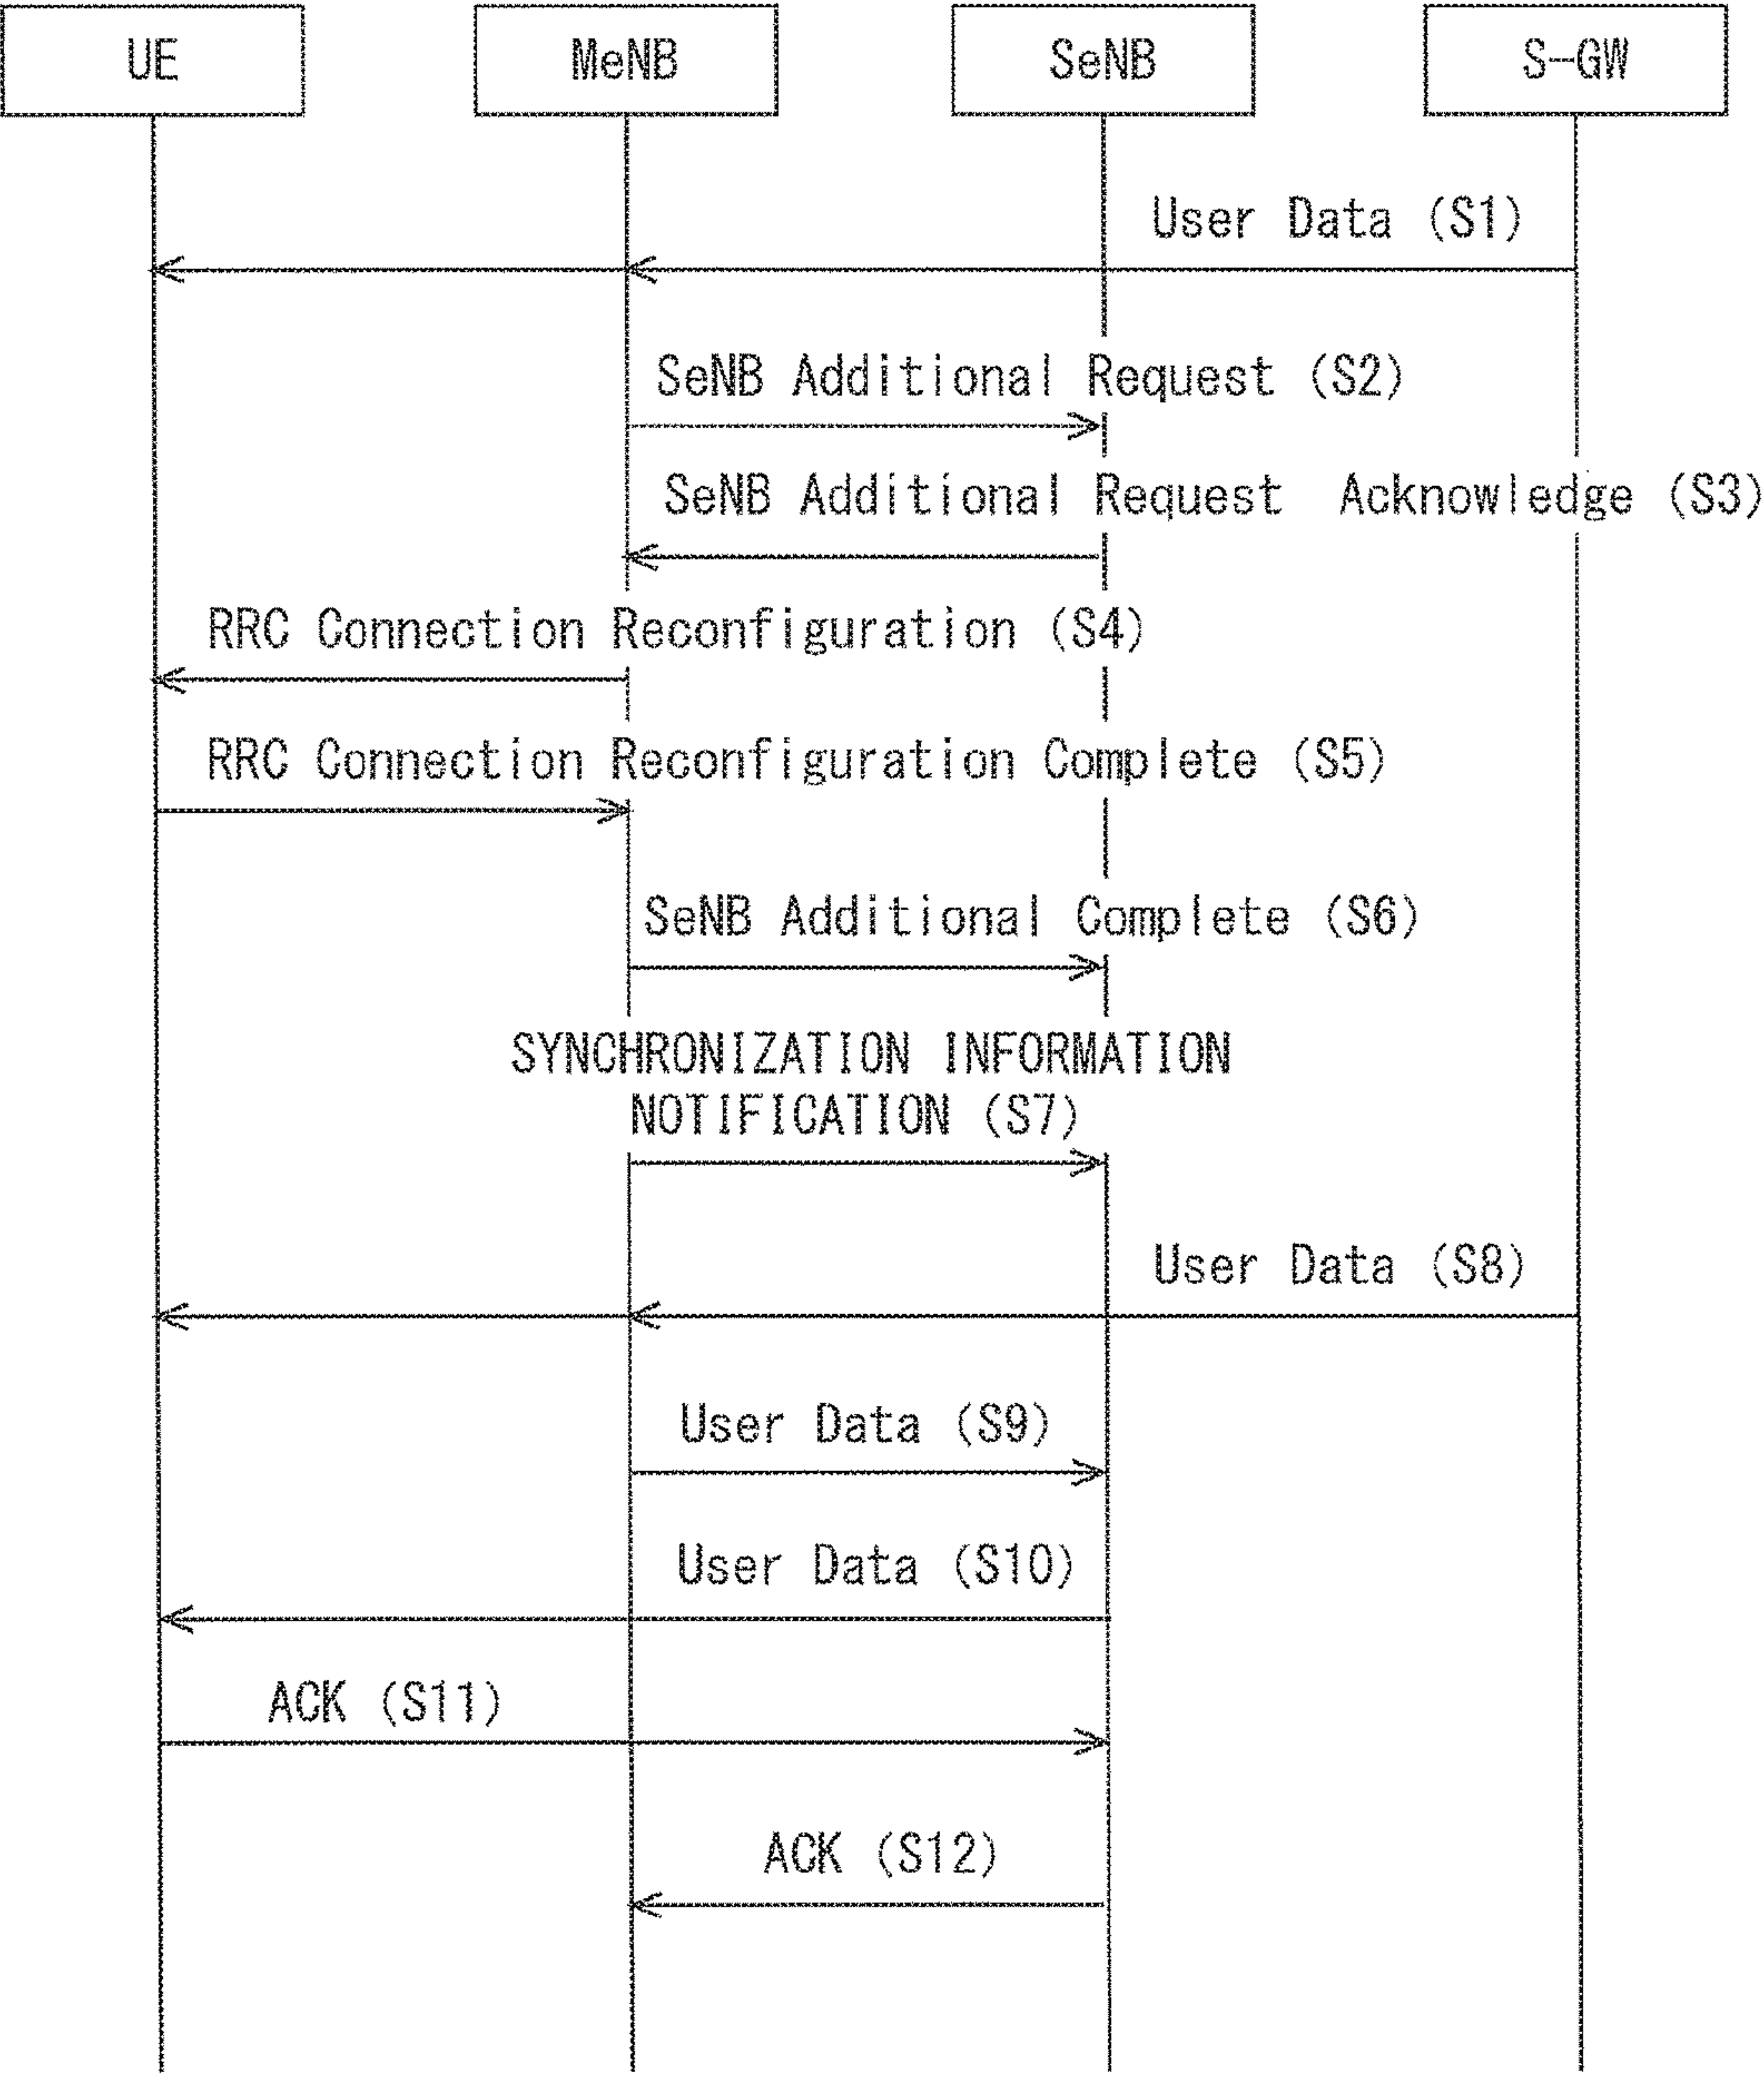 UE
MeNB
SeNB
S-GW
User Data (S1)
SeNB Additional Request (S2)
SeNB Additional Request Acknowledge (S3)
RRC Connection Reconfiguration (S4)
RRC Connection Reconfiguration Complete (S5)
SeNB Additional Complete (S6)
SYNCHRONIZATION INFORMATION
NOTIFICATION (S7)
User Data (S8)
User Data (S9)
User Data (S10)
ACK (S11)
ACK (S12)